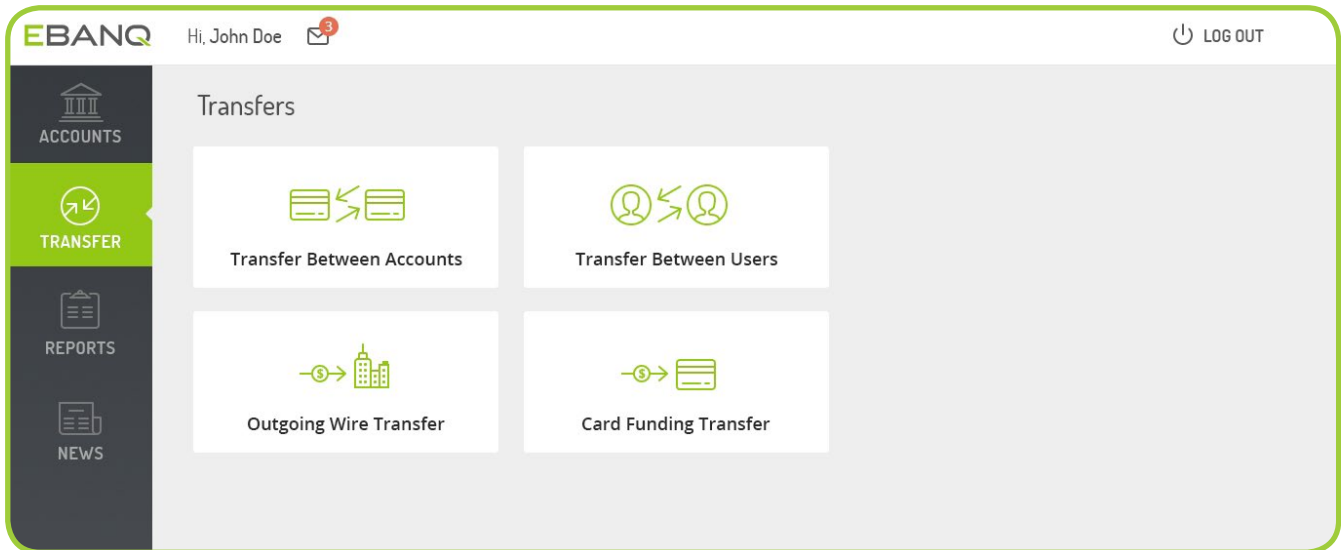 EBANQ Hi, John Doe 3 LOG OUT
ACCOUNTS
TRANSFER
REPORTS
NEWS
Transfers
Transfer Between Accounts
Transfer Between Users
$
Outgoing Wire Transfer
$
Card Funding Transfer